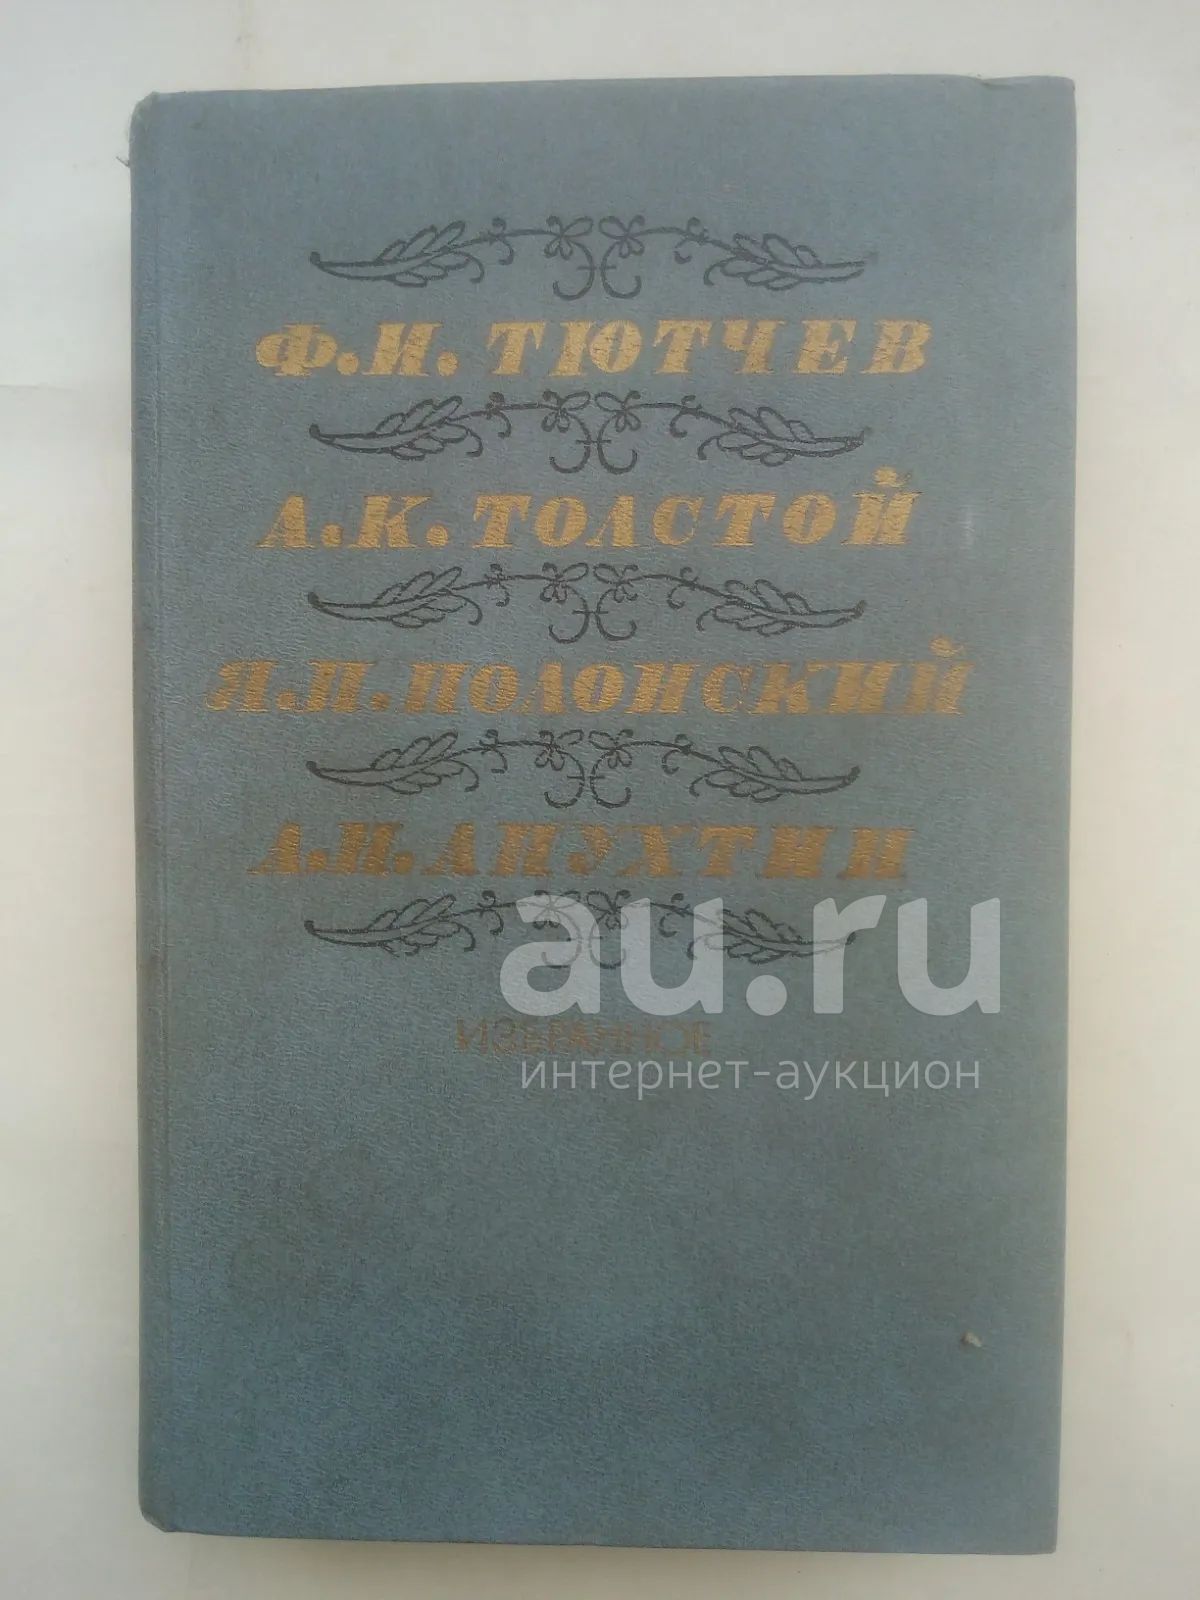 Ф.И. ТЮТЧЕВ
А.К. ТОЛСТОЙ
Я.П. ПОЛОНСКИЙ
А.Н. АПУХТИН
au.ru
ИЗБРАННОЕ
интернет-аукцион